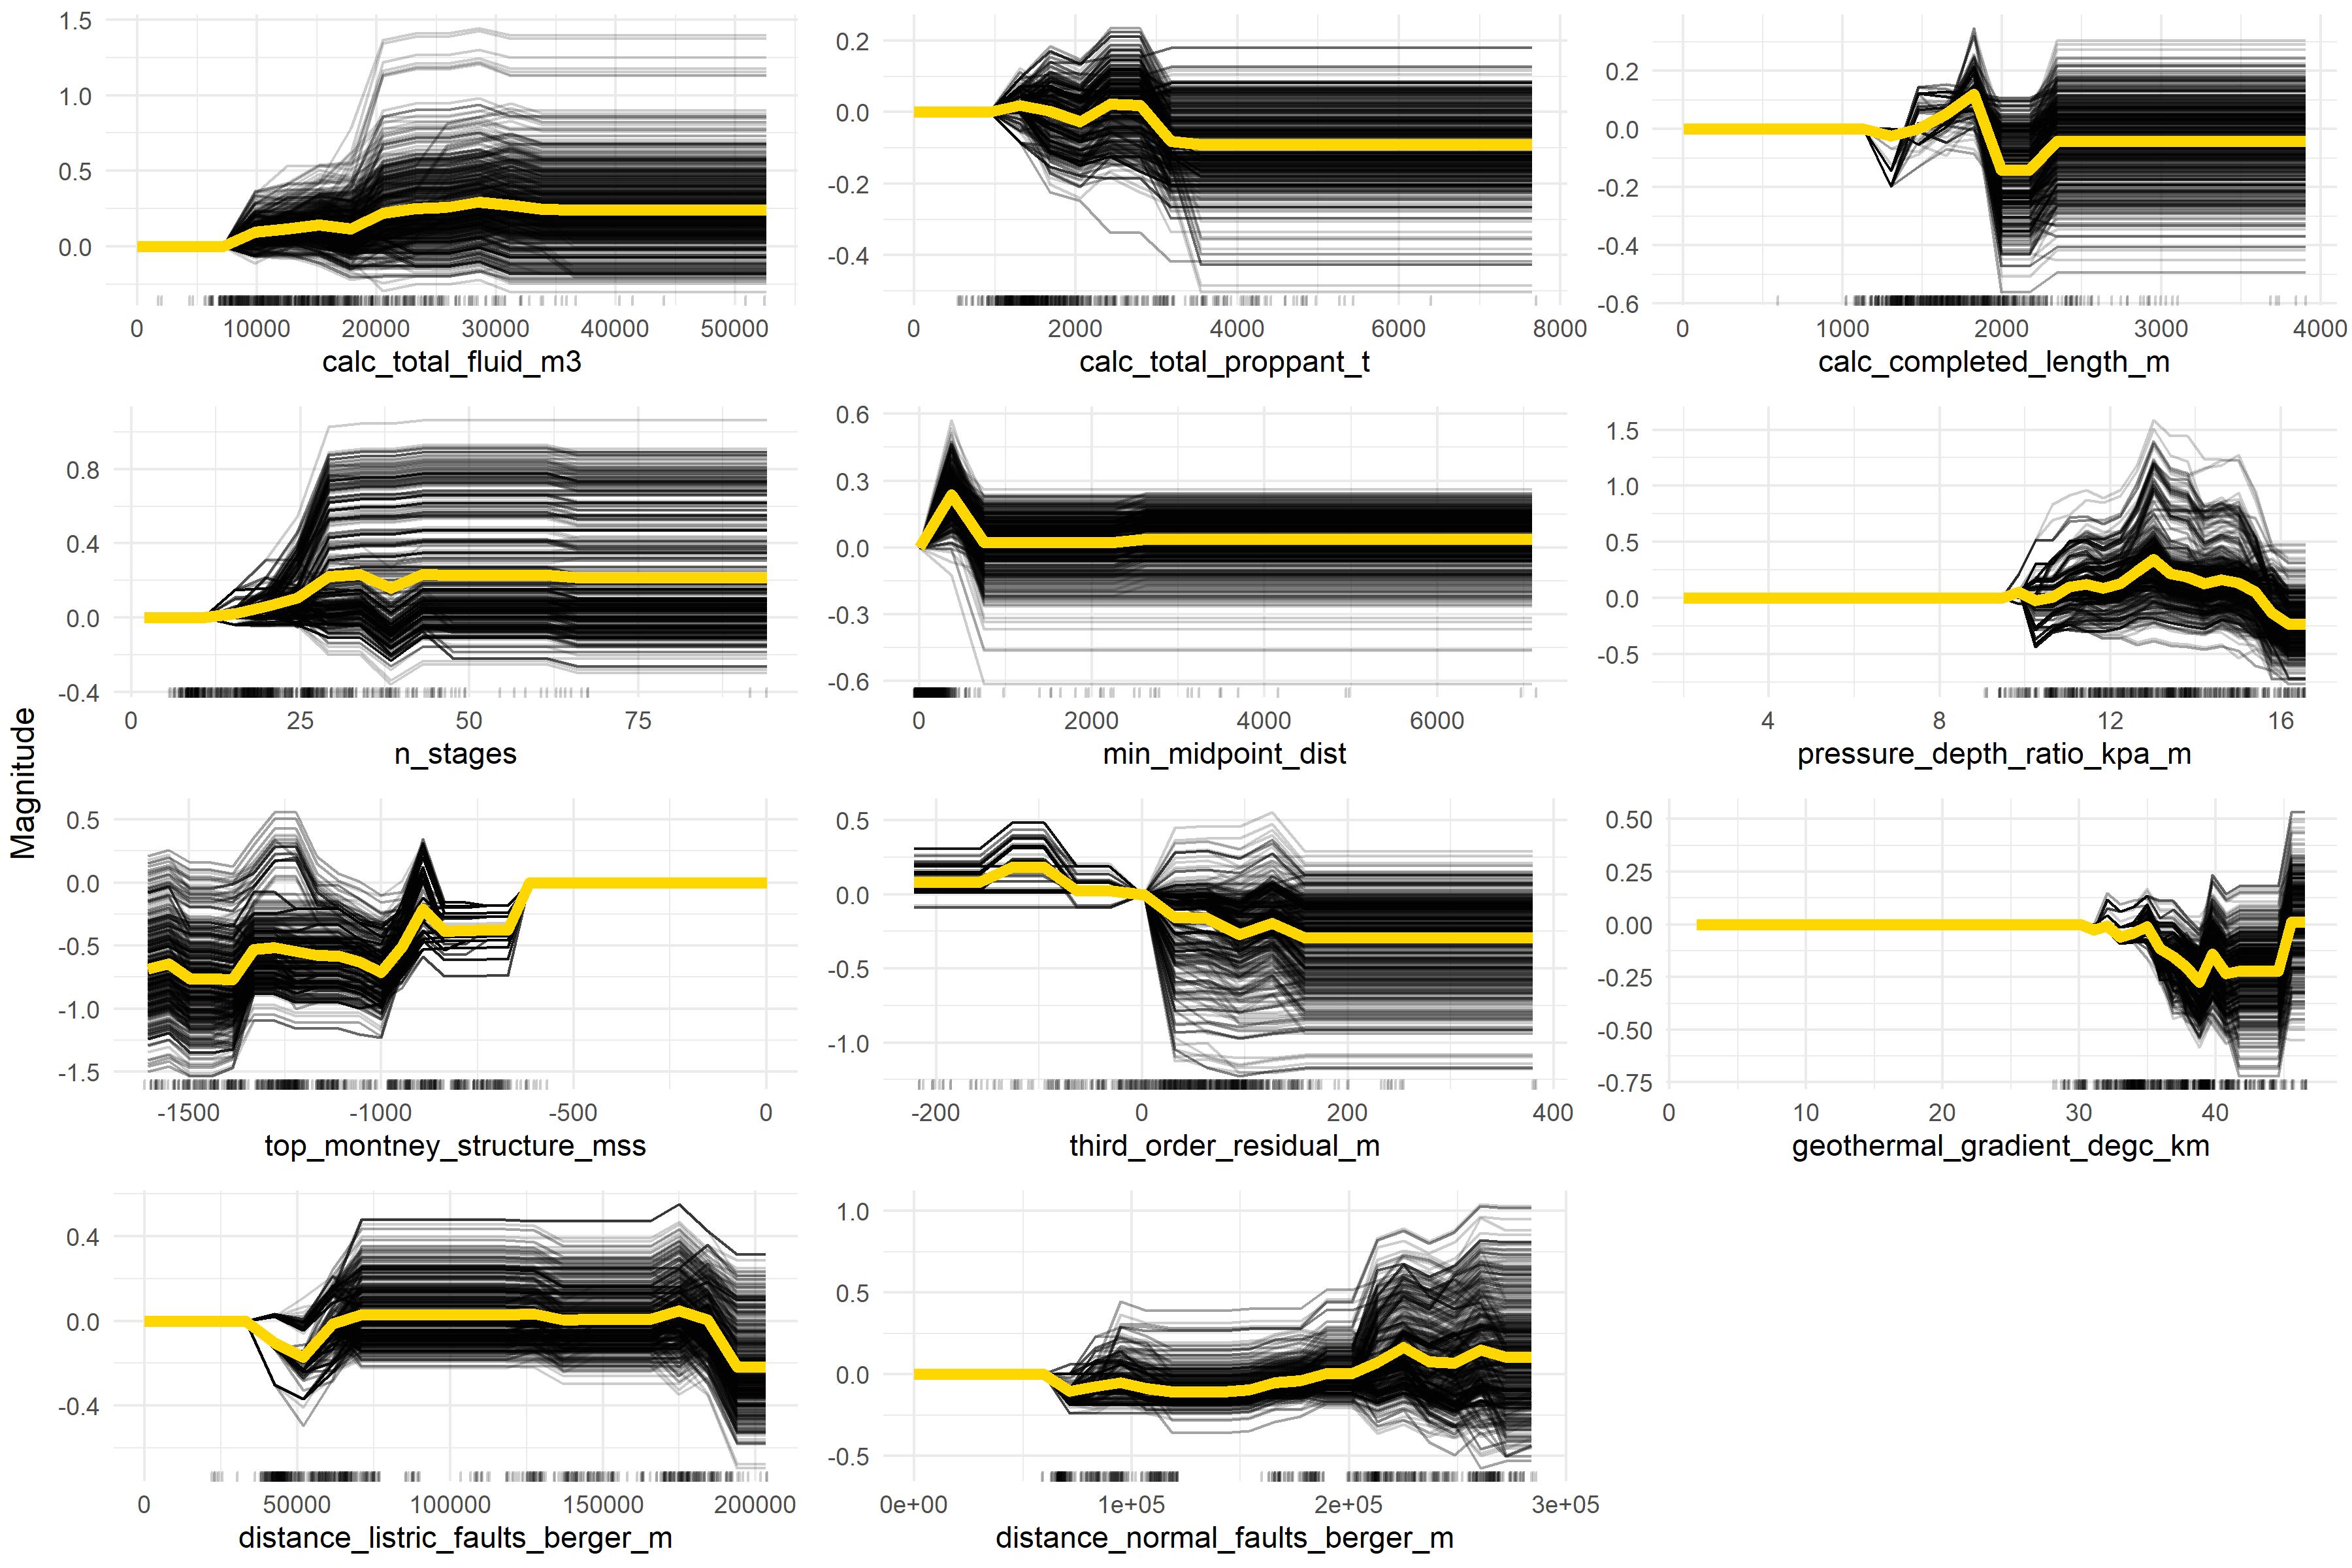 Magnitude
1.5
1.0
0.5
0.0
0 10000 20000 30000 40000 50000
calc_total_fluid_m3
0.2
0.0
-0.2
-0.4
0 2000 4000 6000 8000
calc_total_proppant_t
0.2
0.0
-0.2
-0.4
-0.6
0 1000 2000 3000 4000
calc_completed_length_m
0.8
0.4
0.0
-0.4
0 25 50 75
n_stages
0.6
0.3
0.0
-0.3
-0.6
0 2000 4000 6000
min_midpoint_dist
1.5
1.0
0.5
0.0
-0.5
4 8 12 16
pressure_depth_ratio_kpa_m
0.5
0.0
-0.5
-1.0
-1.5
-1500 -1000 -500 0
top_montney_structure_mss
0.5
0.0
-0.5
-1.0
-200 0 200 400
third_order_residual_m
0.50
0.25
0.00
-0.25
-0.50
-0.75
0 10 20 30 40
geothermal_gradient_degc_km
0.4
0.0
-0.4
0 50000 100000 150000 200000
distance_listric_faults_berger_m
1.0
0.5
0.0
-0.5
0e+00 1e+05 2e+05 3e+05
distance_normal_faults_berger_m